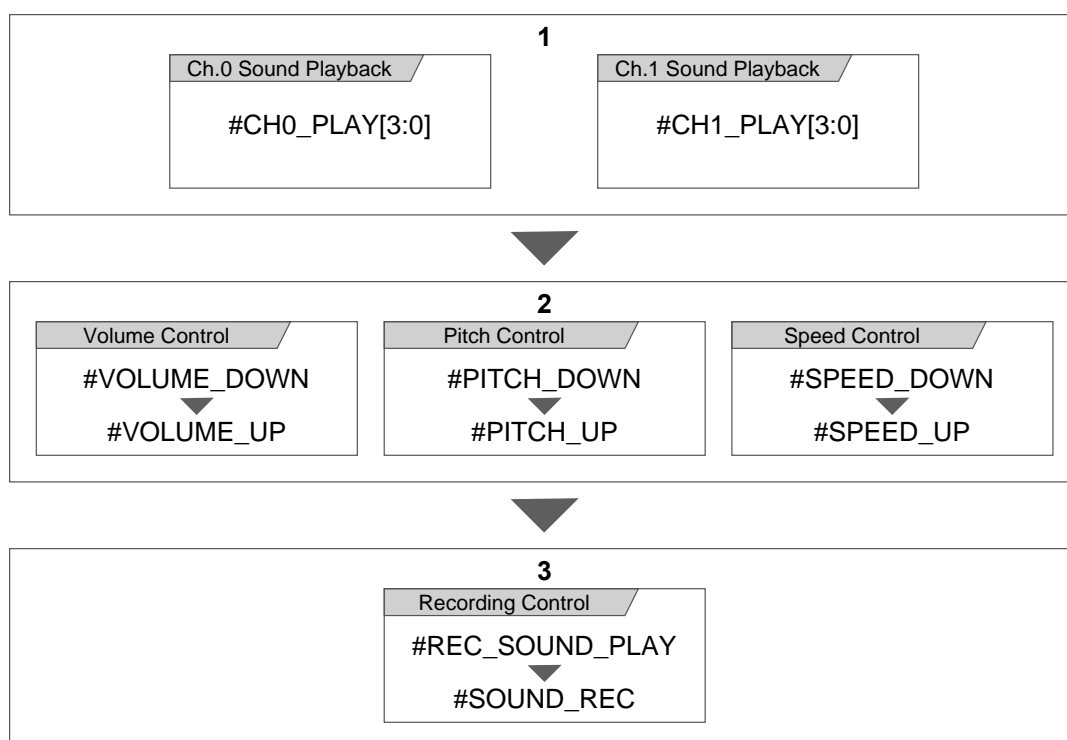 1
Ch.0 Sound Playback
#CH0_PLAY[3:0]
Ch.1 Sound Playback
#CH1_PLAY[3:0]
2
Volume Control
#VOLUME_DOWN
#VOLUME_UP
Pitch Control
#PITCH_DOWN
#PITCH_UP
Speed Control
#SPEED_DOWN
#SPEED_UP
3
Recording Control
#REC_SOUND_PLAY
#SOUND_REC